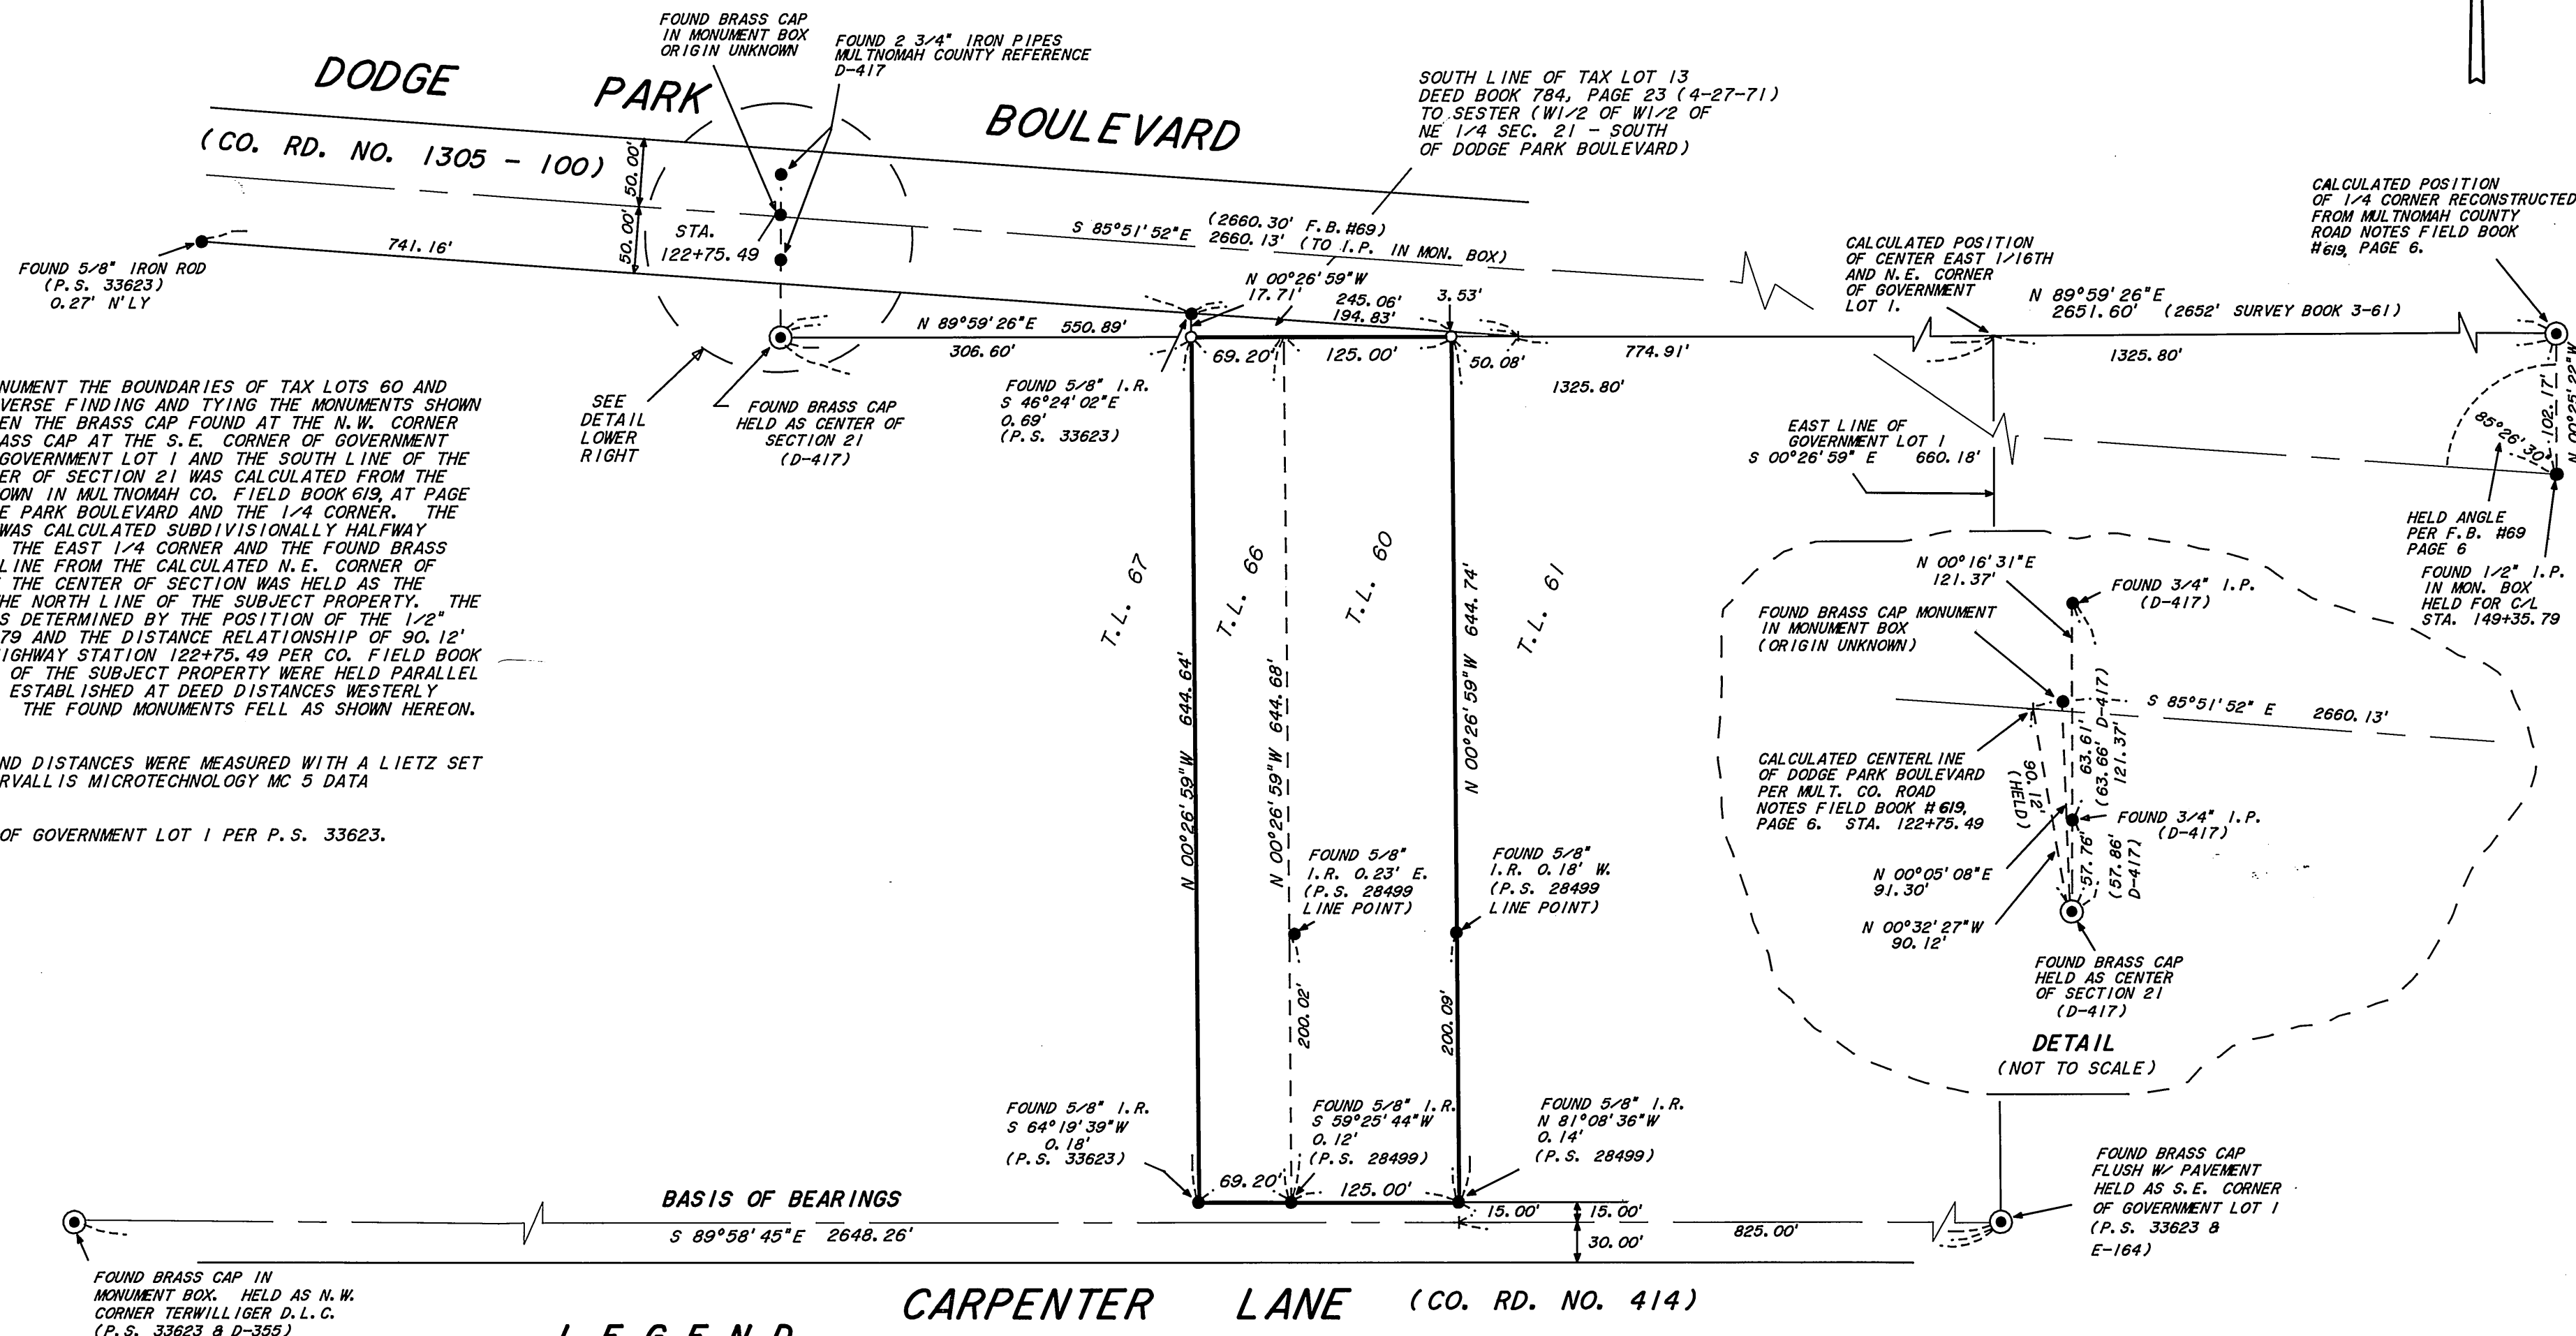 DODGE PARK BOULEVARD
(CO. RD. NO. 1305 - 100)
FOUND BRASS CAP
IN MONUMENT BOX
ORIGIN UNKNOWN
FOUND 2 3/4" IRON PIPES
MULTNOMAH COUNTY REFERENCE
D-417
SOUTH LINE OF TAX LOT 13
DEED BOOK 784, PAGE 23 (4-27-71)
TO SESTER (W1/2 OF W1/2 OF
NE 1/4 SEC. 21 - SOUTH
OF DODGE PARK BOULEVARD)
CALCULATED POSITION
OF 1/4 CORNER RECONSTRUCTED
FROM MULTNOMAH COUNTY
ROAD NOTES FIELD BOOK
#619, PAGE 6.
CALCULATED POSITION
OF CENTER EAST 1/16TH
AND N.E. CORNER
OF GOVERNMENT
LOT 1.
50.00'
50.00'
STA.
122+75.49
741.16'
FOUND 5/8" IRON ROD
(P.S. 33623)
0.27' N'LY
(2660.30' F.B.#69)
S 85°51'52"E 2660.13' (TO I.P. IN MON. BOX)
N 00°26'59"W
17.71'
245.06'
194.83'
3.53'
N 89°59'26"E
2651.60' (2652' SURVEY BOOK 3-61)
N 89°59'26"E 550.89'
306.60'
69.20'
125.00'
50.08'
774.91'
1325.80'
1325.80'
102.17'
N 00°25'22"W
85°26'30"
SEE
DETAIL
LOWER
RIGHT
FOUND BRASS CAP
HELD AS CENTER OF
SECTION 21
(D-417)
FOUND 5/8" I.R.
S 46°24'02"E
0.69'
(P.S. 33623)
EAST LINE OF
GOVERNMENT LOT 1
S 00°26'59" E 660.18'
HELD ANGLE
PER F.B. #69
PAGE 6
FOUND 1/2" I.P.
IN MON. BOX
HELD FOR C/L
STA. 149+35.79
NUMENT THE BOUNDARIES OF TAX LOTS 60 AND
VERSE FINDING AND TYING THE MONUMENTS SHOWN
EN THE BRASS CAP FOUND AT THE N.W. CORNER
ASS CAP AT THE S.E. CORNER OF GOVERNMENT
GOVERNMENT LOT 1 AND THE SOUTH LINE OF THE
ER OF SECTION 21 WAS CALCULATED FROM THE
OWN IN MULTNOMAH CO. FIELD BOOK 619, AT PAGE
E PARK BOULEVARD AND THE 1/4 CORNER. THE
WAS CALCULATED SUBDIVISIONALLY HALFWAY
THE EAST 1/4 CORNER AND THE FOUND BRASS
LINE FROM THE CALCULATED N.E. CORNER OF
THE CENTER OF SECTION WAS HELD AS THE
HE NORTH LINE OF THE SUBJECT PROPERTY. THE
S DETERMINED BY THE POSITION OF THE 1/2"
79 AND THE DISTANCE RELATIONSHIP OF 90.12'
IGHWAY STATION 122+75.49 PER CO. FIELD BOOK
OF THE SUBJECT PROPERTY WERE HELD PARALLEL
ESTABLISHED AT DEED DISTANCES WESTERLY
THE FOUND MONUMENTS FELL AS SHOWN HEREON.
ND DISTANCES WERE MEASURED WITH A LIETZ SET
RVALLIS MICROTECHNOLOGY MC 5 DATA
OF GOVERNMENT LOT 1 PER P.S. 33623.
T.L. 67
T.L. 66
T.L. 60
T.L. 61
N 00°26'59"W 644.64'
N 00°26'59"W 644.68'
N 00°26'59"W 644.74'
FOUND 5/8"
I.R. 0.23' E.
(P.S. 28499
LINE POINT)
FOUND 5/8"
I.R. 0.18' W.
(P.S. 28499
LINE POINT)
200.02'
200.09'
N 00°16'31"E
121.37'
FOUND 3/4" I.P.
(D-417)
FOUND BRASS CAP MONUMENT
IN MONUMENT BOX
(ORIGIN UNKNOWN)
S 85°51'52" E 2660.13'
CALCULATED CENTERLINE
OF DODGE PARK BOULEVARD
PER MULT. CO. ROAD
NOTES FIELD BOOK #619,
PAGE 6. STA. 122+75.49
90.12'
(HELD)
63.61'
(63.66' D-417)
121.37'
FOUND 3/4" I.P.
(D-417)
57.76'
(57.86'
D-417)
N 00°05'08"E
91.30'
N 00°32'27"W
90.12'
FOUND BRASS CAP
HELD AS CENTER
OF SECTION 21
(D-417)
DETAIL
(NOT TO SCALE)
FOUND 5/8" I.R.
S 64°19'39"W
0.18'
(P.S. 33623)
FOUND 5/8" I.R.
S 59°25'44"W
0.12'
(P.S. 28499)
FOUND 5/8" I.R.
N 81°08'36"W
0.14'
(P.S. 28499)
69.20'
125.00'
15.00'
15.00'
30.00'
825.00'
BASIS OF BEARINGS
S 89°58'45"E 2648.26'
FOUND BRASS CAP
FLUSH W/ PAVEMENT
HELD AS S.E. CORNER
OF GOVERNMENT LOT 1
(P.S. 33623 &
E-164)
FOUND BRASS CAP IN
MONUMENT BOX. HELD AS N.W.
CORNER TERWILLIGER D.L.C.
(P.S. 33623 & D-355)
CARPENTER LANE (CO. RD. NO. 414)
LEGEND